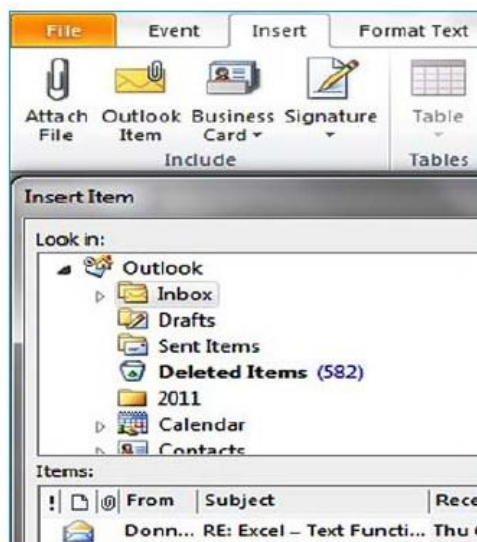 File Event Insert Format Text
Attach File Outlook Item Business Card Signature Table
Include Tables
Insert Item
Look in:
Outlook
Inbox
Drafts
Sent Items
Deleted Items (582)
2011
Calendar
Contacts
Items:
! From Subject Rece
Donn... RE: Excel – Text Functi... Thu